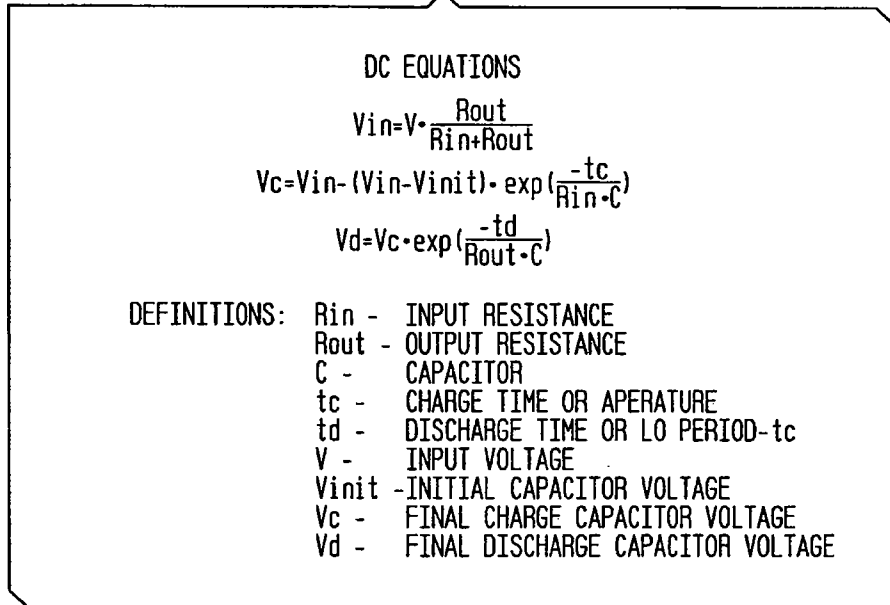 DC EQUATIONS
Vin=V•Rout/Rin+Rout
Vc=Vin-(Vin-Vinit)•exp(-tc/Rin•C)
Vd=Vc•exp(-td/Rout•C)
DEFINITIONS: Rin - INPUT RESISTANCE
Rout - OUTPUT RESISTANCE
C - CAPACITOR
tc - CHARGE TIME OR APERATURE
td - DISCHARGE TIME OR LO PERIOD-tc
V - INPUT VOLTAGE
Vinit -INITIAL CAPACITOR VOLTAGE
Vc - FINAL CHARGE CAPACITOR VOLTAGE
Vd - FINAL DISCHARGE CAPACITOR VOLTAGE